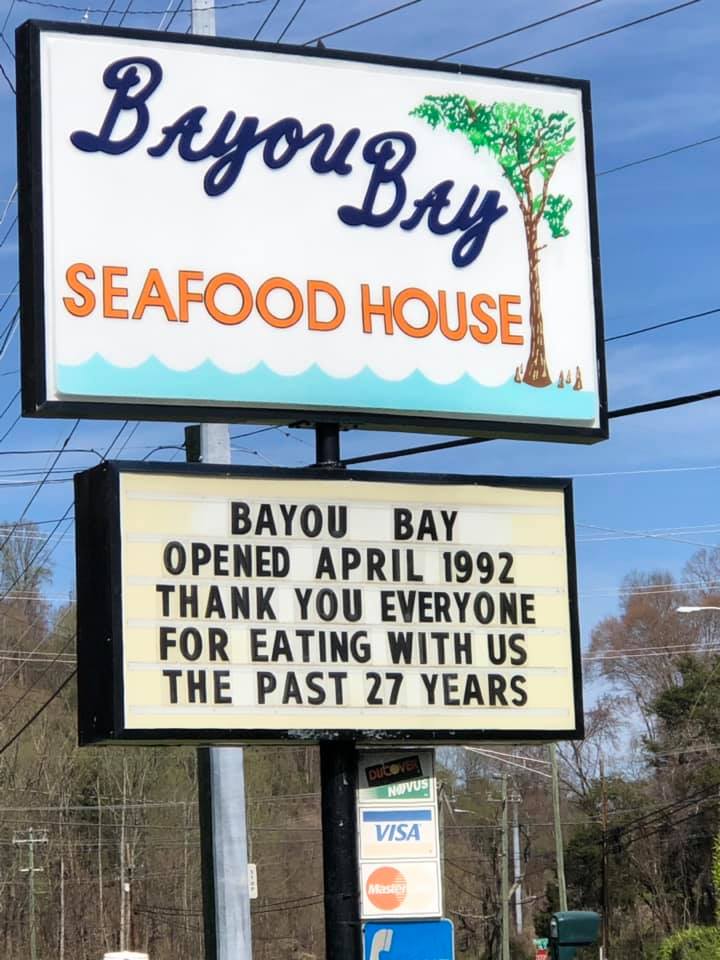 Bayou Bay
SEAFOOD HOUSE
BAYOU BAY
OPENED APRIL 1992
THANK YOU EVERYONE
FOR EATING WITH US
THE PAST 27 YEARS
DISCOVER
NOVUS
VISA
Master